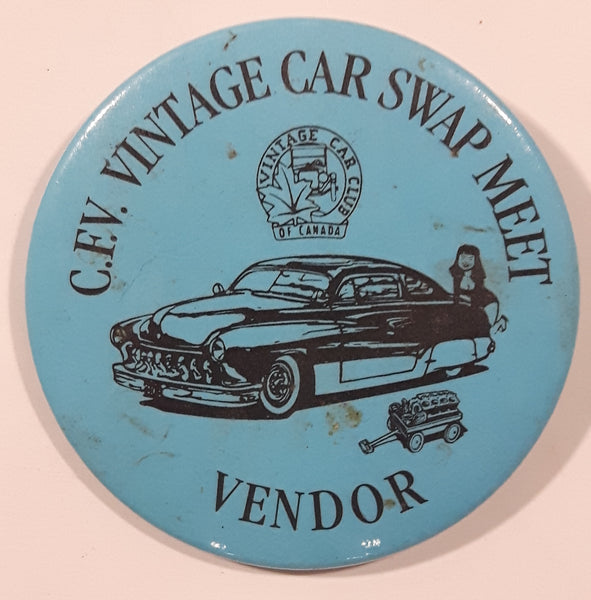 C.F.V. VINTAGE CAR SWAP MEET
VINTAGE CAR CLUB
OF CANADA
VENDOR